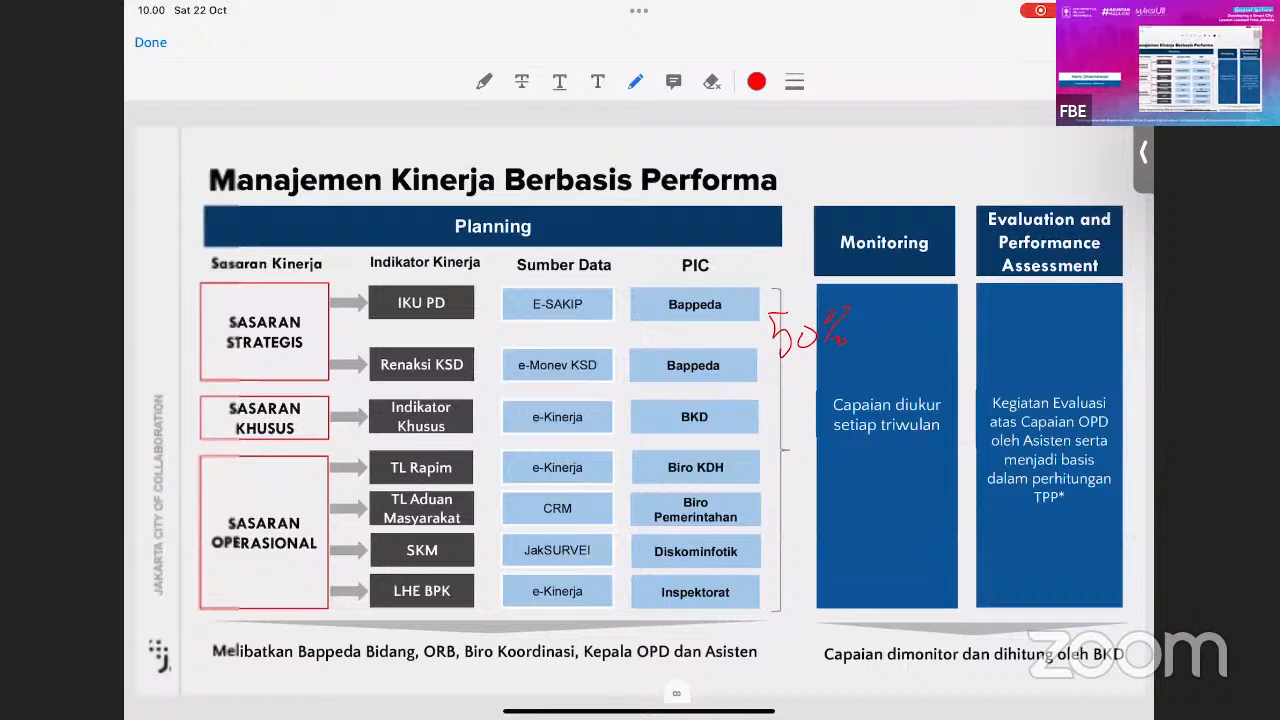 10.00 Sat 22 Oct
Done
FBE
Manajemen Kinerja Berbasis Performa
Planning
Monitoring
Evaluation and
Performance
Assessment
Sasaran Kinerja
Indikator Kinerja
Sumber Data
PIC
SASARAN
STRATEGIS
IKU PD
E-SAKIP
Bappeda
50%
Renaksi KSD
e-Monev KSD
Bappeda
SASARAN
KHUSUS
Indikator
Khusus
e-Kinerja
BKD
SASARAN
OPERASIONAL
TL Rapim
e-Kinerja
Biro KDH
TL Aduan
Masyarakat
CRM
Biro
Pemerintahan
SKM
JakSURVEI
Diskominfotik
LHE BPK
e-Kinerja
Inspektorat
Capaian diukur
setiap triwulan
Kegiatan Evaluasi
atas Capaian OPD
oleh Asisten serta
menjadi basis
dalam perhitungan
TPP*
JAKARTA CITY OF COLLABORATION
Melibatkan Bappeda Bidang, ORB, Biro Koordinasi, Kepala OPD dan Asisten
Capaian dimonitor dan dihitung oleh BKD
zoom
8